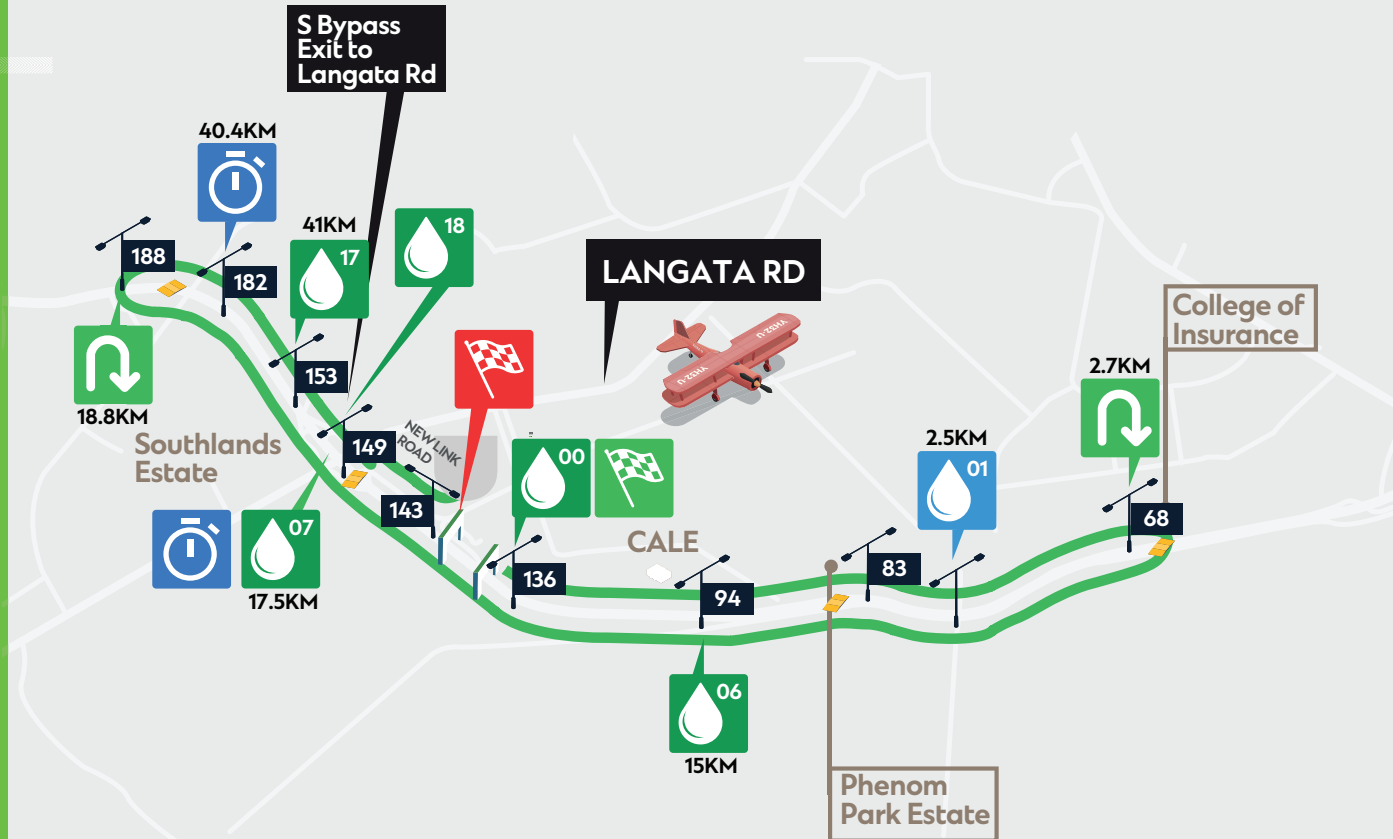 S Bypass
Exit to
Langata Rd
40.4KM
41KM
17
18
188
182
LANGATA RD
College of
Insurance
153
2.7KM
18.8KM
Southlands
Estate
149
NEW LINK
ROAD
00
2.5KM
01
143
68
07
17.5KM
CALE
136
94
83
06
15KM
Phenom
Park Estate
YH32-U
YH32-U